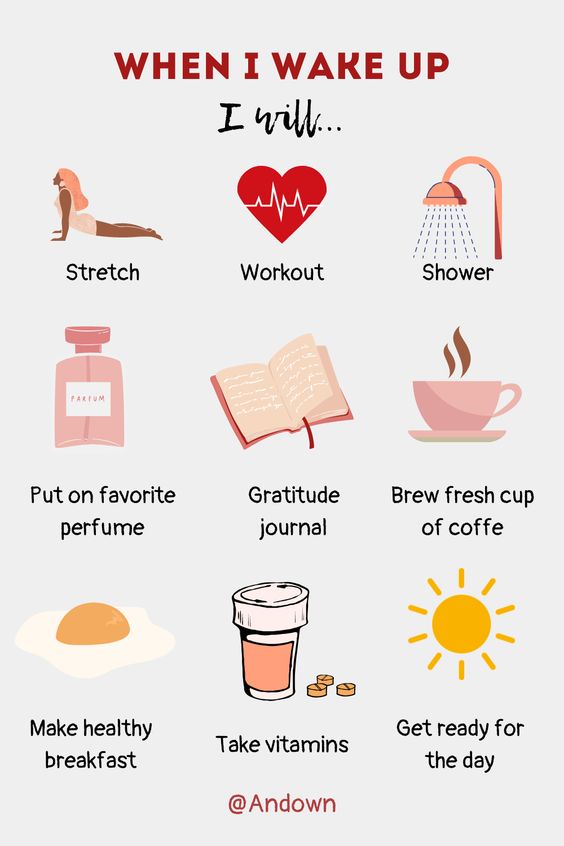 WHEN I WAKE UP
I will...
Stretch
Workout
Shower
PARFUM
Put on favorite
perfume
Gratitude
journal
Brew fresh cup
of coffe
Make healthy
breakfast
Take vitamins
Get ready for
the day
@Andown